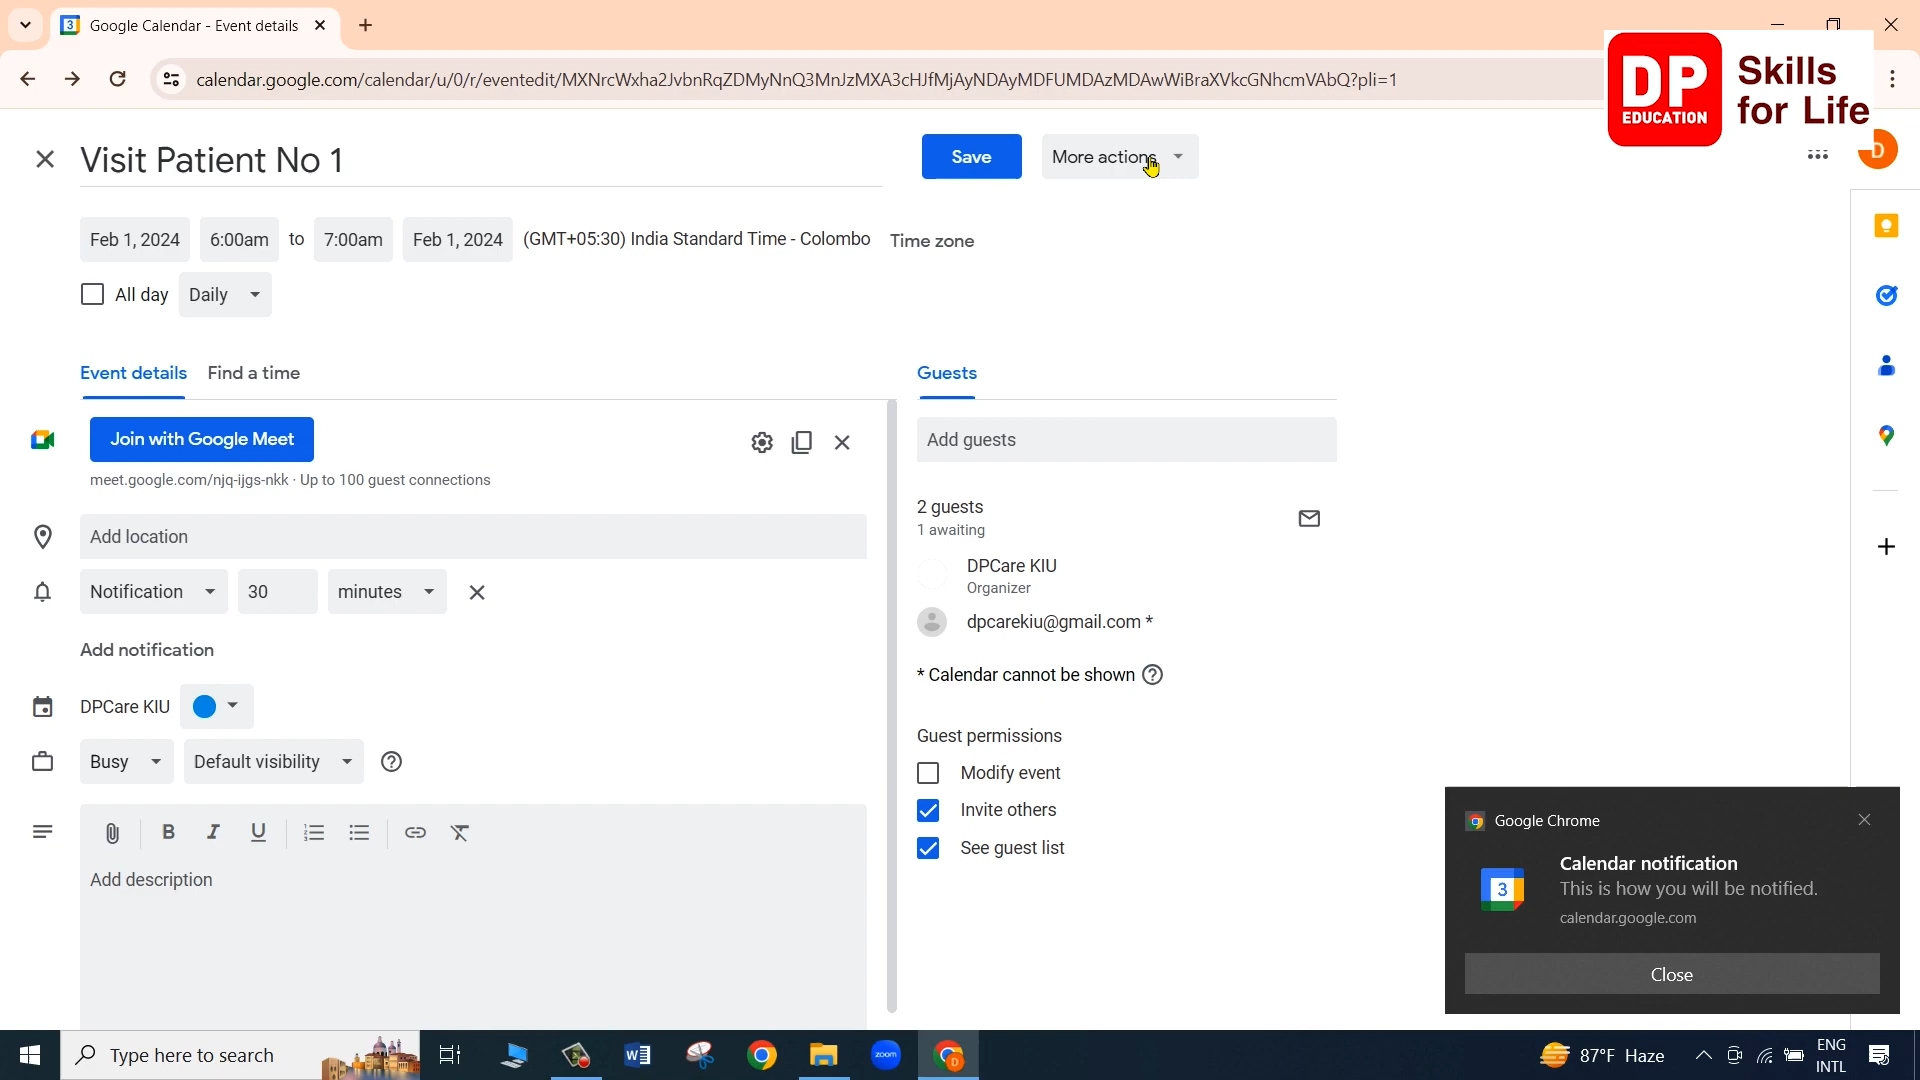 3 Google Calendar - Event details
calendar.google.com/calendar/u/0/r/eventedit/MXNrcWxha2JvbnRqZDMyNnQ3MnJzMXA3cHJfMjAyNDAyMDFUMDAzMDAwWiBraXVkcGNhcmVAbQ?pli=1
DP
EDUCATION
Skills
for Life
Visit Patient No 1
Save
More actions
D
Feb 1, 2024 6:00am to 7:00am Feb 1, 2024 (GMT+05:30) India Standard Time - Colombo Time zone
All day Daily
Event details Find a time
Guests
Join with Google Meet
meet.google.com/njq-ijgs-nkk · Up to 100 guest connections
Add guests
2 guests
1 awaiting
Add location
DPCare KIU
Organizer
Notification 30 minutes
dpcarekiu@gmail.com *
Add notification
* Calendar cannot be shown
DPCare KIU
Guest permissions
Busy Default visibility
Modify event
Invite others
See guest list
B I U
Add description
Google Chrome
3
Calendar notification
This is how you will be notified.
calendar.google.com
Close
Type here to search
W
zoom
D
87°F Haze
ENG
INTL